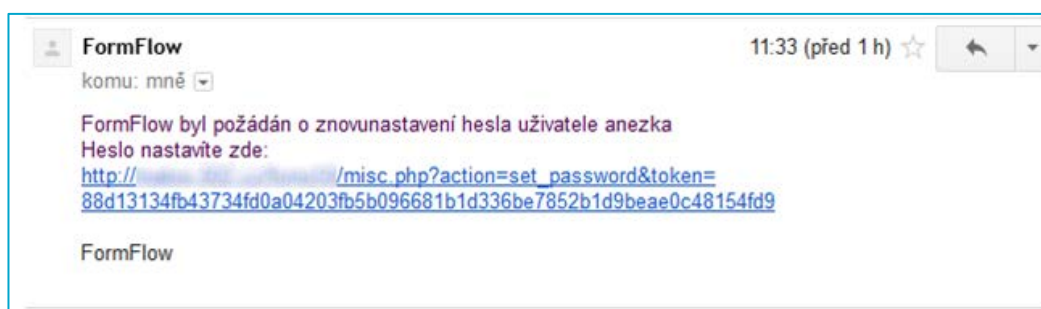 FormFlow 11:33 (před 1 h)
komu: mně
FormFlow byl požádán o znovunastavení hesla uživatele anezka
Heslo nastavíte zde:
http:// /misc.php?action=set_password&token=
88d13134fb43734fd0a04203fb5b096681b1d336be7852b1d9beae0c48154fd9
FormFlow